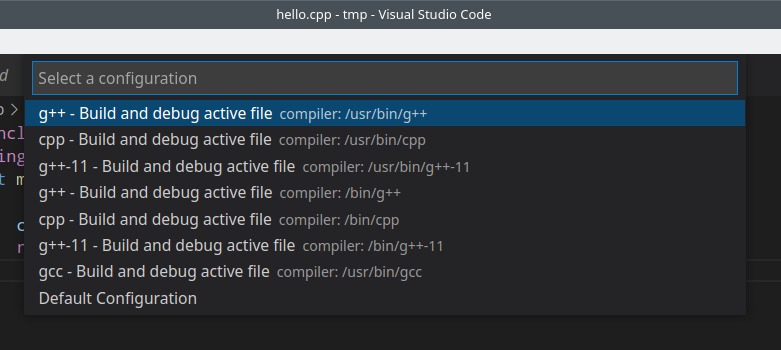 hello.cpp - tmp - Visual Studio Code
Select a configuration
g++ - Build and debug active file compiler: /usr/bin/g++
cpp - Build and debug active file compiler: /usr/bin/cpp
g++-11 - Build and debug active file compiler: /usr/bin/g++-11
g++ - Build and debug active file compiler: /bin/g++
cpp - Build and debug active file compiler: /bin/cpp
g++-11 - Build and debug active file compiler: /bin/g++-11
gcc - Build and debug active file compiler: /usr/bin/gcc
Default Configuration